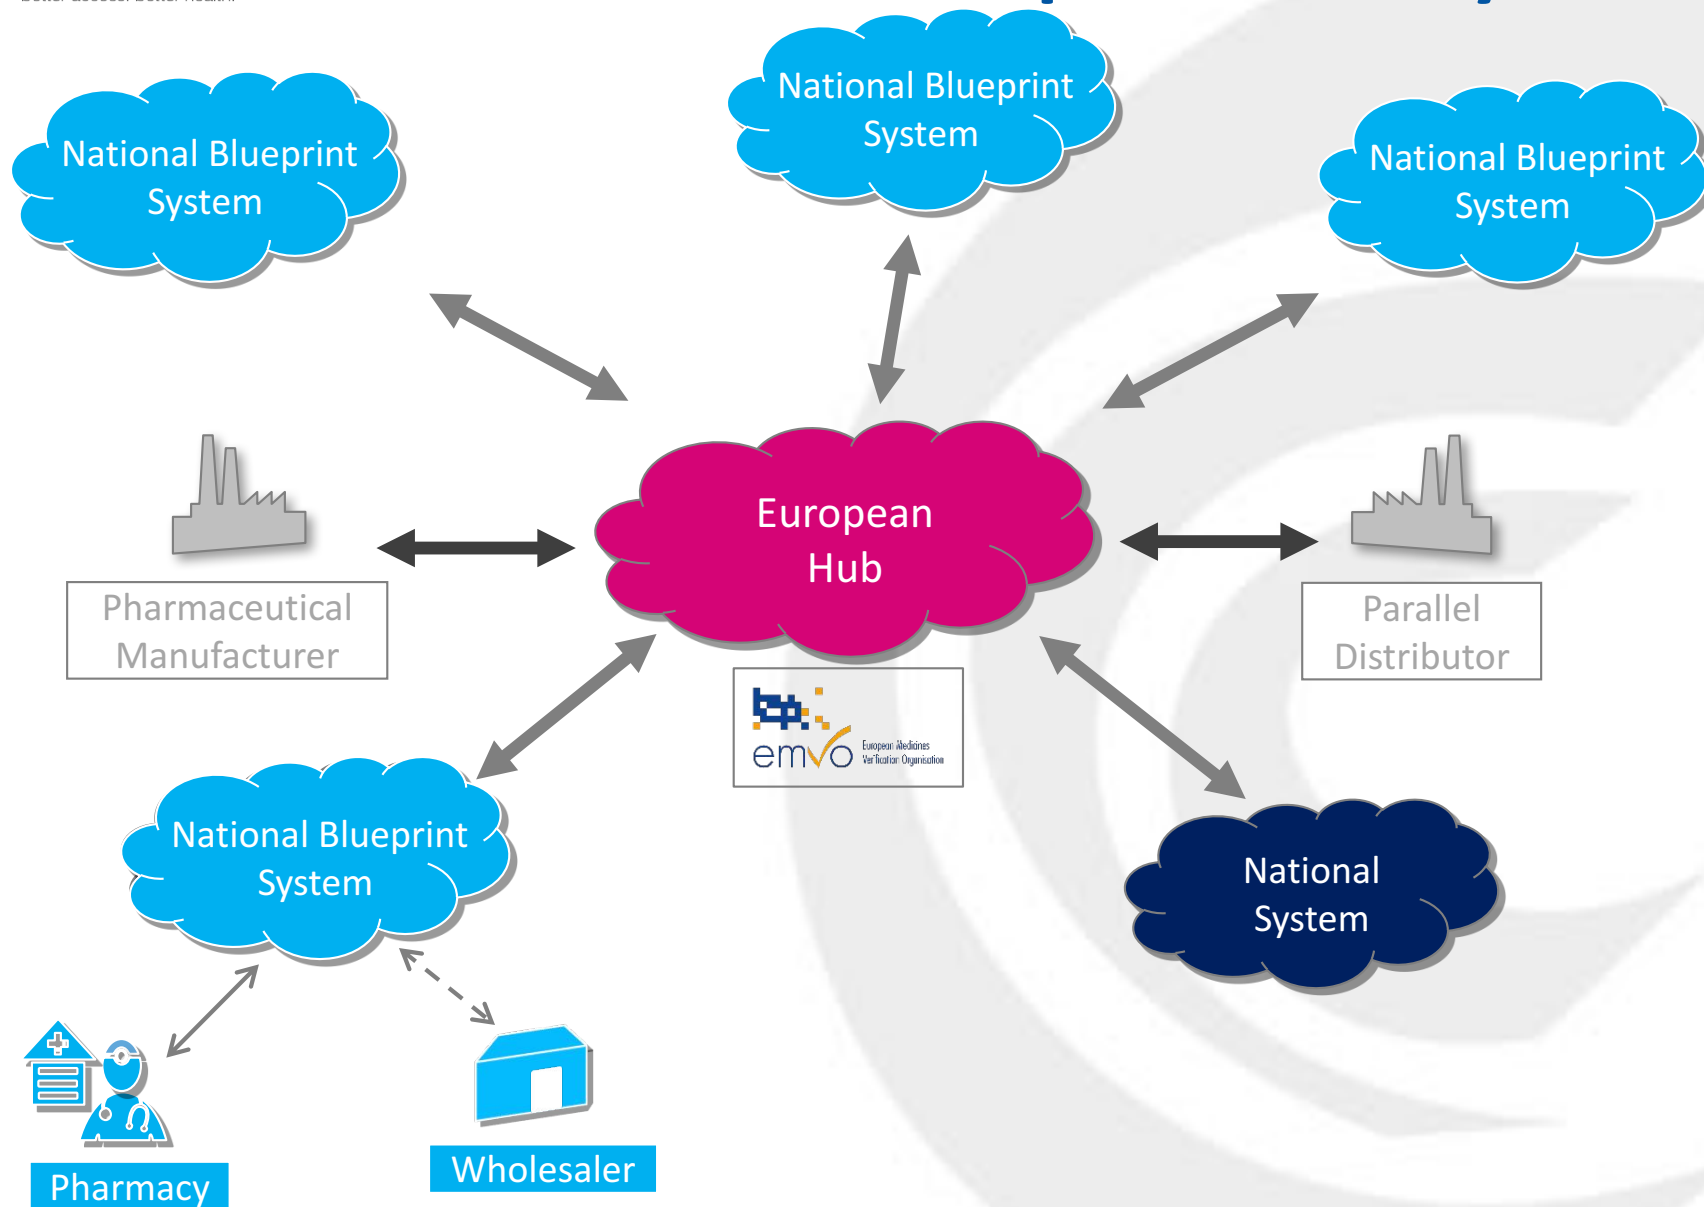 National Blueprint
System
National Blueprint
System
National Blueprint
System
European
Hub
Pharmaceutical
Manufacturer
Parallel
Distributor
emvo
European Medicines
Verification Organisation
National Blueprint
System
National
System
Pharmacy
Wholesaler